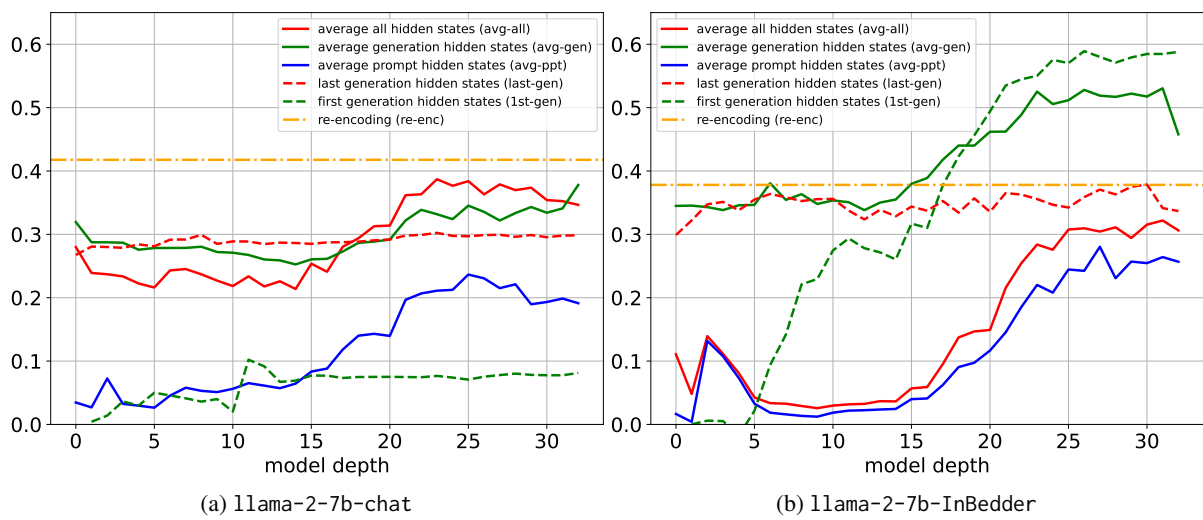 0.6
0.5
0.4
0.3
0.2
0.1
0.0
0 5 10 15 20 25 30
model depth
average all hidden states (avg-all)
average generation hidden states (avg-gen)
average prompt hidden states (avg-ppt)
last generation hidden states (last-gen)
first generation hidden states (1st-gen)
re-encoding (re-enc)
(a) llama-2-7b-chat
0.6
0.5
0.4
0.3
0.2
0.1
0.0
0 5 10 15 20 25 30
model depth
average all hidden states (avg-all)
average generation hidden states (avg-gen)
average prompt hidden states (avg-ppt)
last generation hidden states (last-gen)
first generation hidden states (1st-gen)
re-encoding (re-enc)
(b) llama-2-7b-InBedder